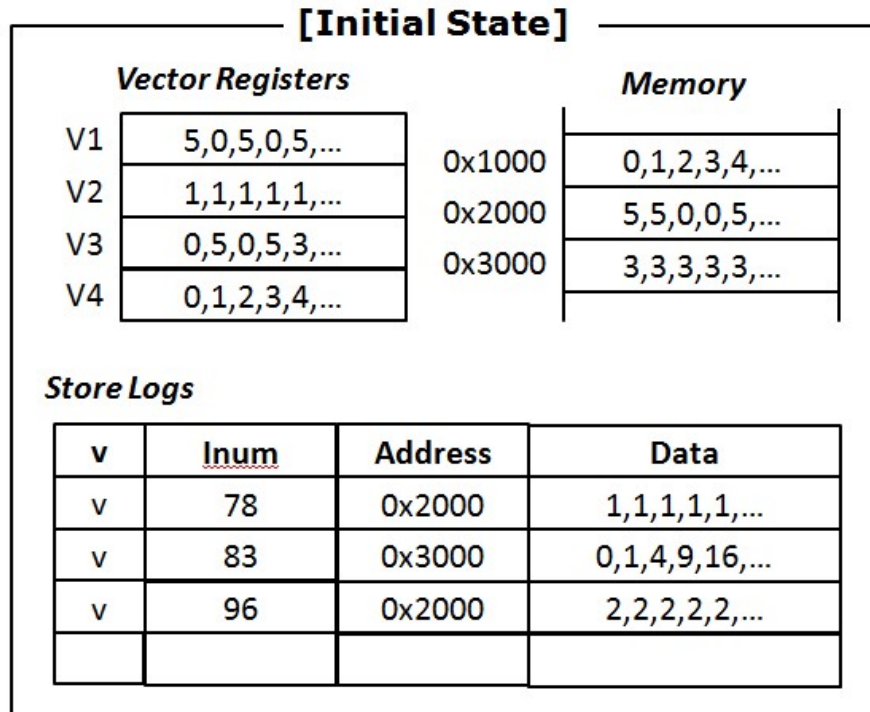 [Initial State]
Vector Registers
V1 5,0,5,0,5,...
V2 1,1,1,1,1,...
V3 0,5,0,5,3,...
V4 0,1,2,3,4,...
Memory
0x1000 0,1,2,3,4,...
0x2000 5,5,0,0,5,...
0x3000 3,3,3,3,3,...
Store Logs
v Inum Address Data
v 78 0x2000 1,1,1,1,1,...
v 83 0x3000 0,1,4,9,16,...
v 96 0x2000 2,2,2,2,2,...